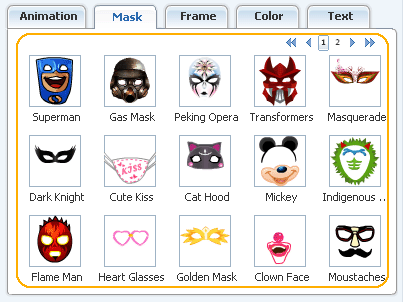 Animation Mask Frame Color Text
1 2
Superman Gas Mask Peking Opera Transformers Masquerade
KISS
Dark Knight Cute Kiss Cat Hood Mickey Indigenous ..
Flame Man Heart Glasses Golden Mask Clown Face Moustaches